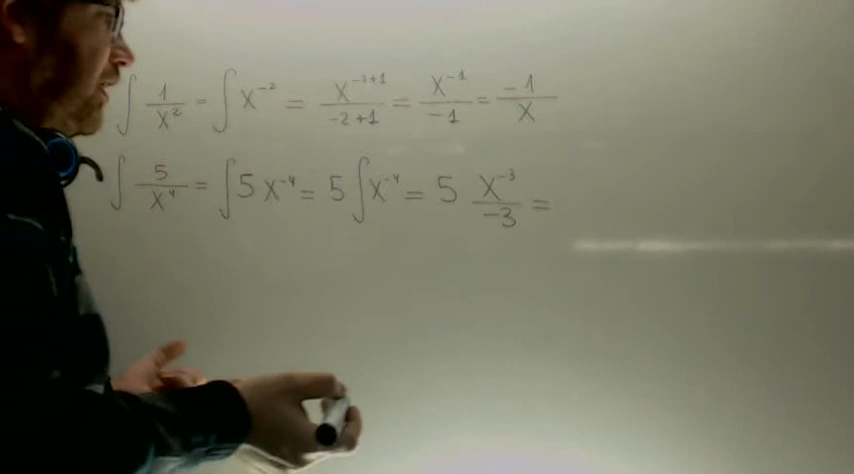 ∫ 1/x² = ∫ x⁻² = x⁻²⁺¹/-2+1 = x⁻¹/-1 = -1/x
∫ 5/x⁴ = ∫ 5 x⁻⁴ = 5 ∫ x⁻⁴ = 5 x⁻³/-3 =